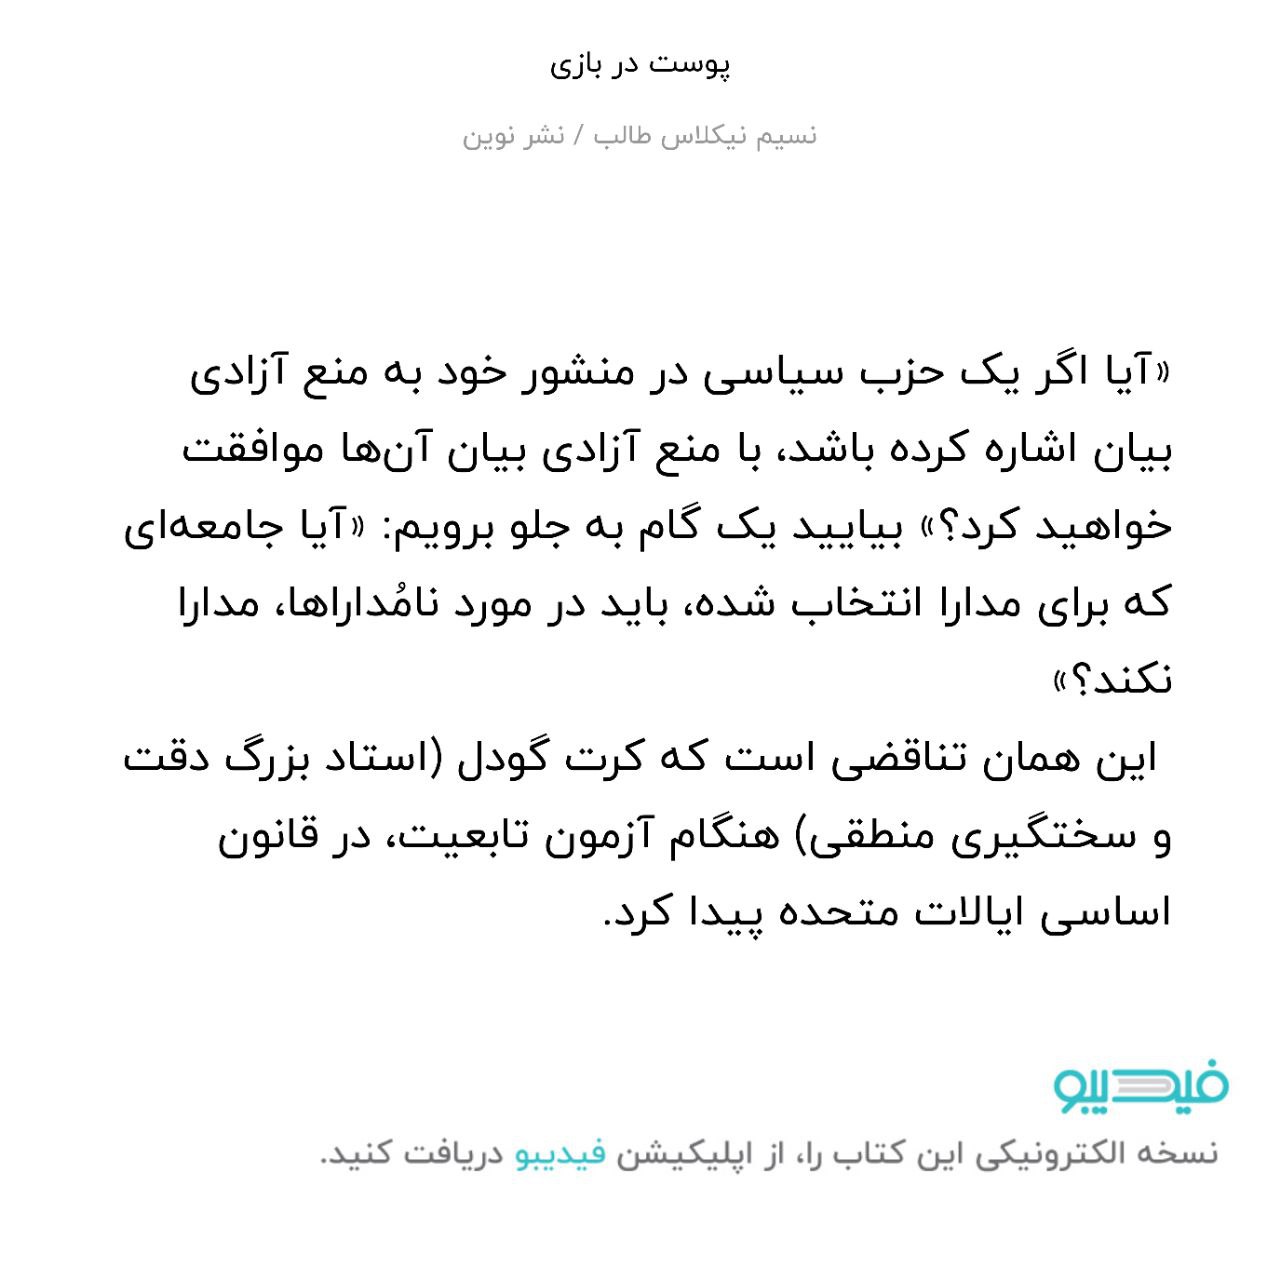 پوست در بازی
نسیم نیکلاس طالب / نشر نوین
«آیا اگر یک حزب سیاسی در منشور خود به منع آزادی
بیان اشاره کرده باشد، با منع آزادی بیان آن‌ها موافقت
خواهید کرد؟» بیایید یک گام به جلو برویم: «آیا جامعه‌ای
که برای مدارا انتخاب شده، باید در مورد نامُداراها، مدارا
نکند؟»
این همان تناقضی است که کرت گودل (استاد بزرگ دقت
و سختگیری منطقی) هنگام آزمون تابعیت، در قانون
اساسی ایالات متحده پیدا کرد.
فیدیبو
نسخه الکترونیکی این کتاب را، از اپلیکیشن فیدیبو دریافت کنید.